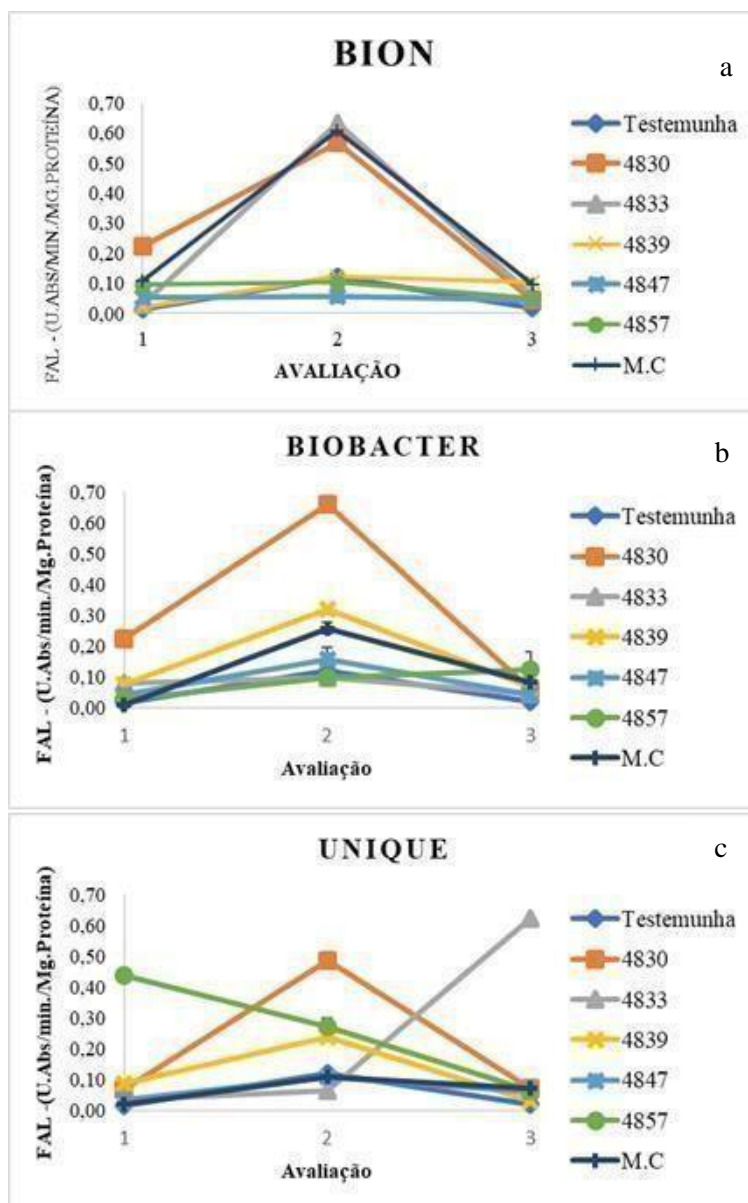 BION
a
FAL - (U.ABS/MIN./MG.PROTEÍNA)
0,70
0,60
0,50
0,40
0,30
0,20
0,10
0,00
1
2
3
AVALIAÇÃO
Testemunha
4830
4833
4839
4847
4857
M.C
BIOBACTER
b
FAL - (U.Abs/min./Mg.Proteína)
0,70
0,60
0,50
0,40
0,30
0,20
0,10
0,00
1
2
3
Avaliação
Testemunha
4830
4833
4839
4847
4857
M.C
UNIQUE
c
FAL -(U.Abs/min./Mg.Proteína)
0,70
0,60
0,50
0,40
0,30
0,20
0,10
0,00
1
2
3
Avaliação
Testemunha
4830
4833
4839
4847
4857
M.C